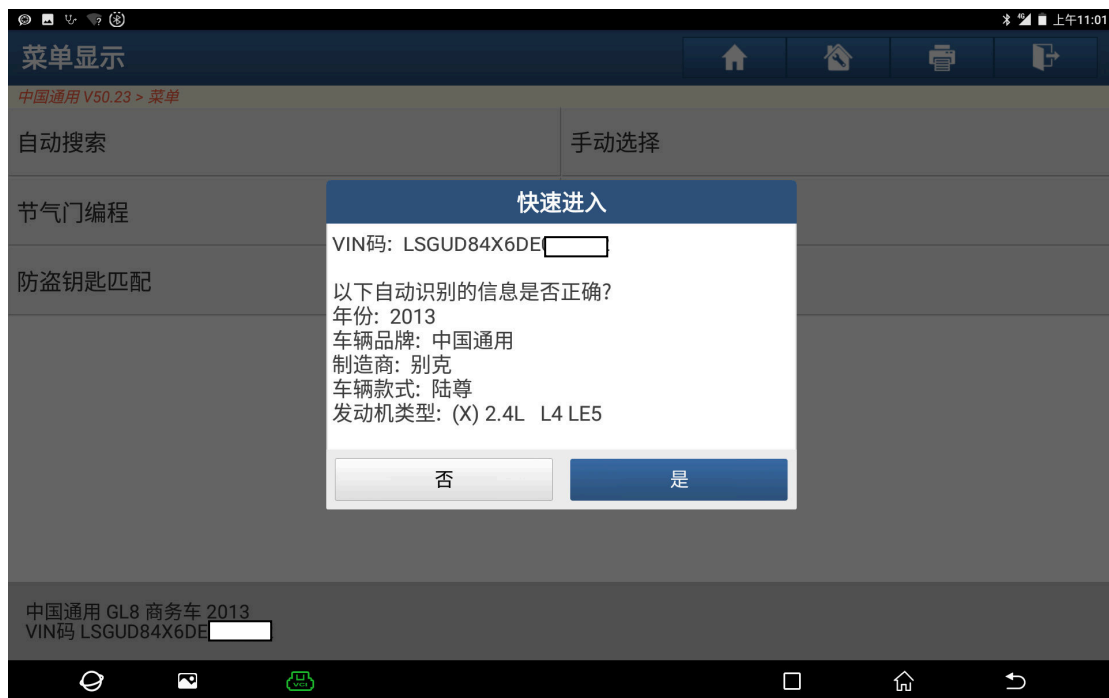 上午11:01
菜单显示
中国通用 V50.23 > 菜单
自动搜索
手动选择
节气门编程
防盗钥匙匹配
快速进入
VIN码: LSGUD84X6DE
以下自动识别的信息是否正确?
年份: 2013
车辆品牌: 中国通用
制造商: 别克
车辆款式: 陆尊
发动机类型: (X) 2.4L L4 LE5
否
是
中国通用 GL8 商务车 2013
VIN码 LSGUD84X6DE
VCI